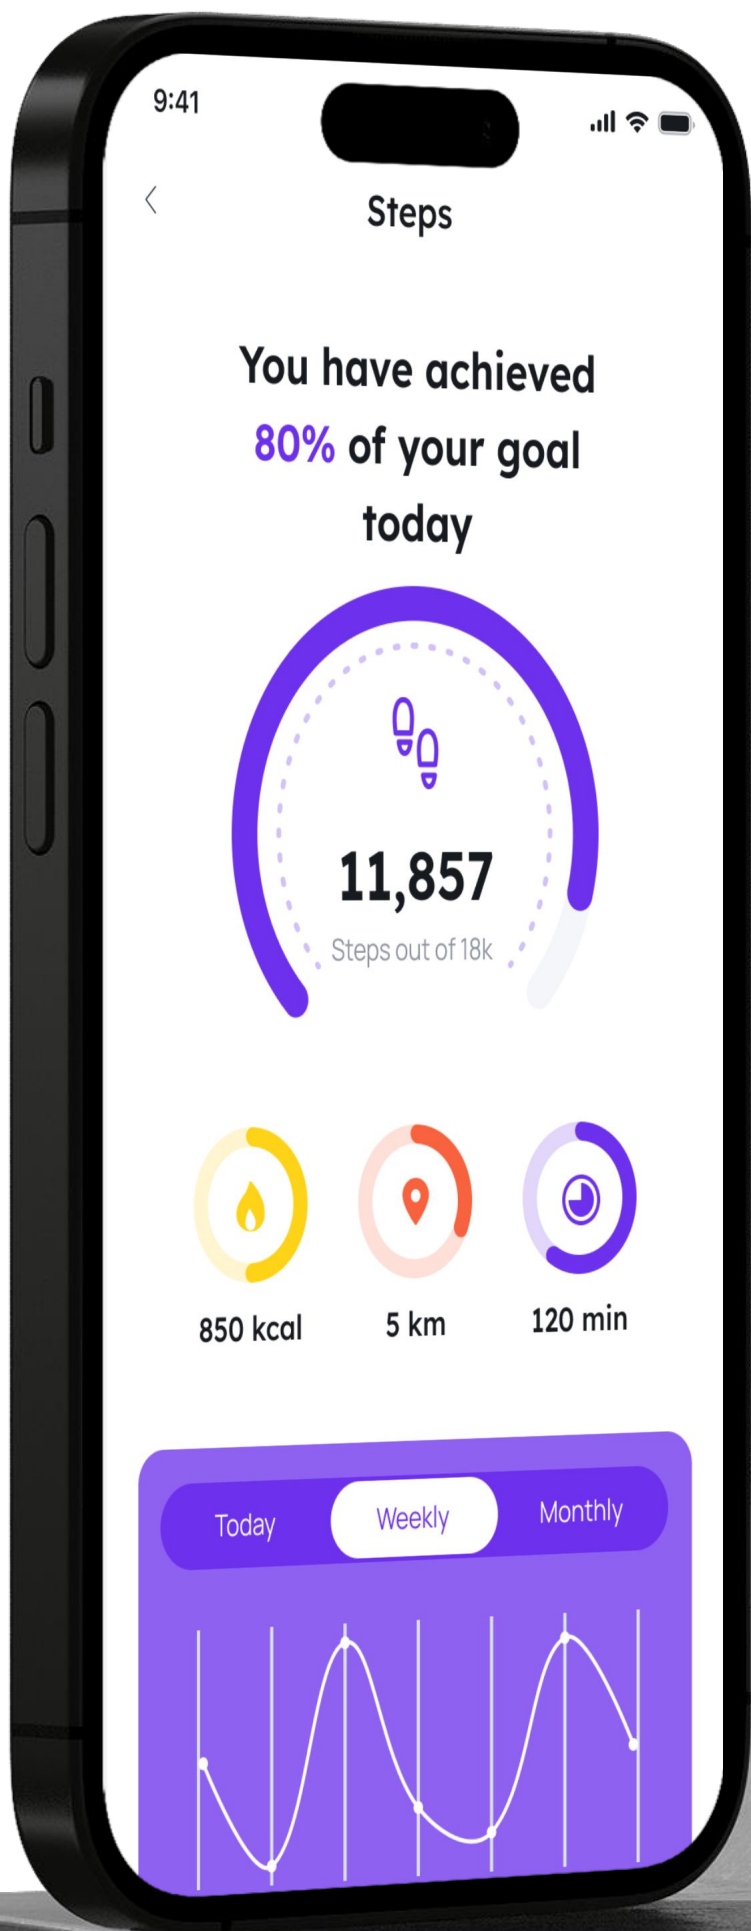 9:41
Steps
You have achieved
80% of your goal
today
11,857
Steps out of 18k
850 kcal
5 km
120 min
Today
Weekly
Monthly